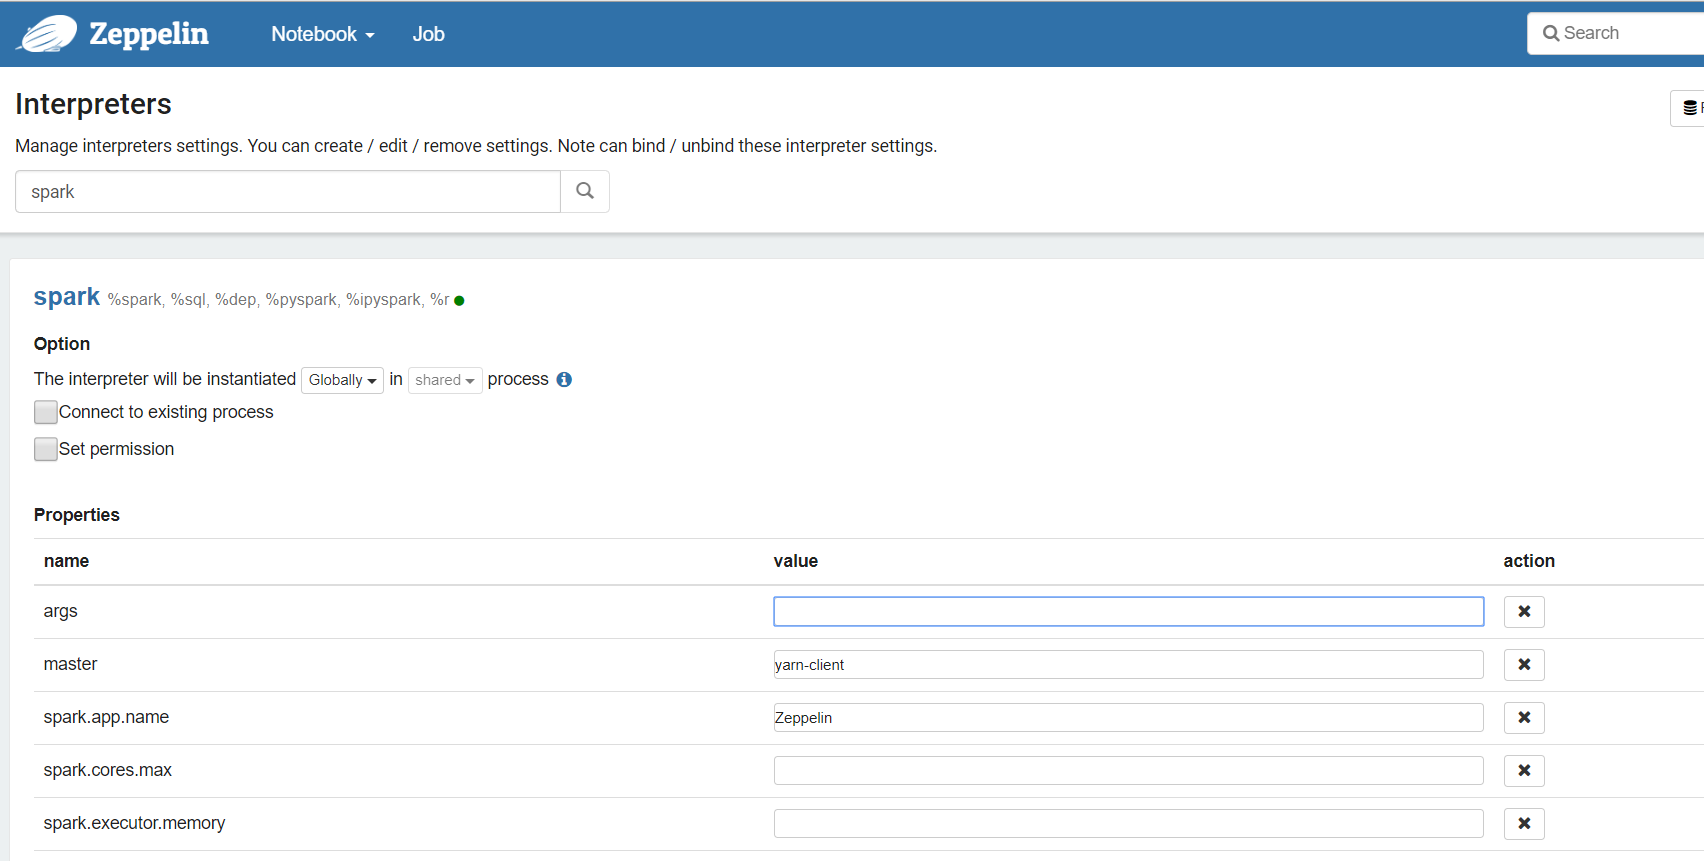 Zeppelin Notebook Job Search
Interpreters
Manage interpreters settings. You can create / edit / remove settings. Note can bind / unbind these interpreter settings.
spark
spark %spark, %sql, %dep, %pyspark, %ipyspark, %r
Option
The interpreter will be instantiated Globally in shared process
Connect to existing process
Set permission
Properties
name value action
args
master yarn-client
spark.app.name Zeppelin
spark.cores.max
spark.executor.memory